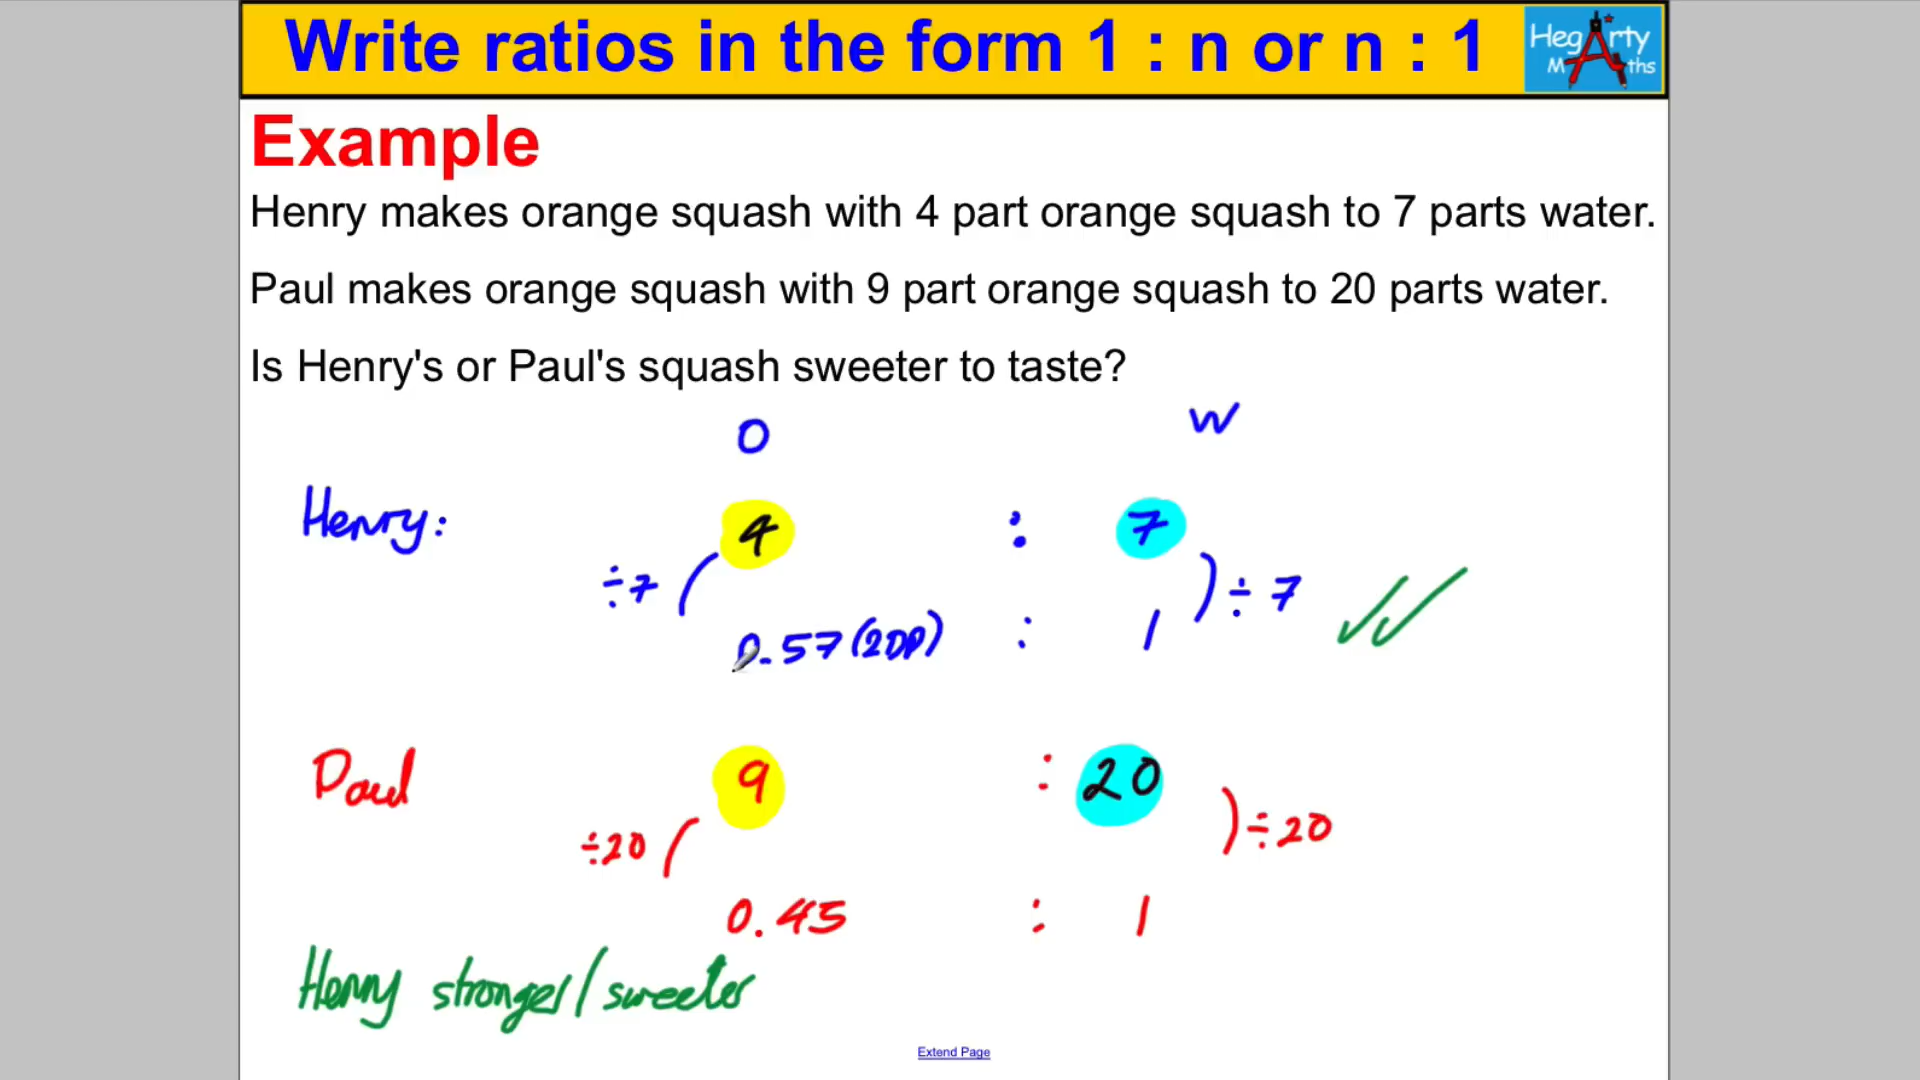 Write ratios in the form 1 : n or n : 1
Hegarty
Maths
Example
Henry makes orange squash with 4 part orange squash to 7 parts water.
Paul makes orange squash with 9 part orange squash to 20 parts water.
Is Henry's or Paul's squash sweeter to taste?
O W
Henry: 4 : 7
÷7 ( ) ÷ 7
0.57 (2DP) : 1
Paul 9 : 20
÷20 ( ) ÷20
0.45 : 1
Henry stronger/sweeter
Extend Page